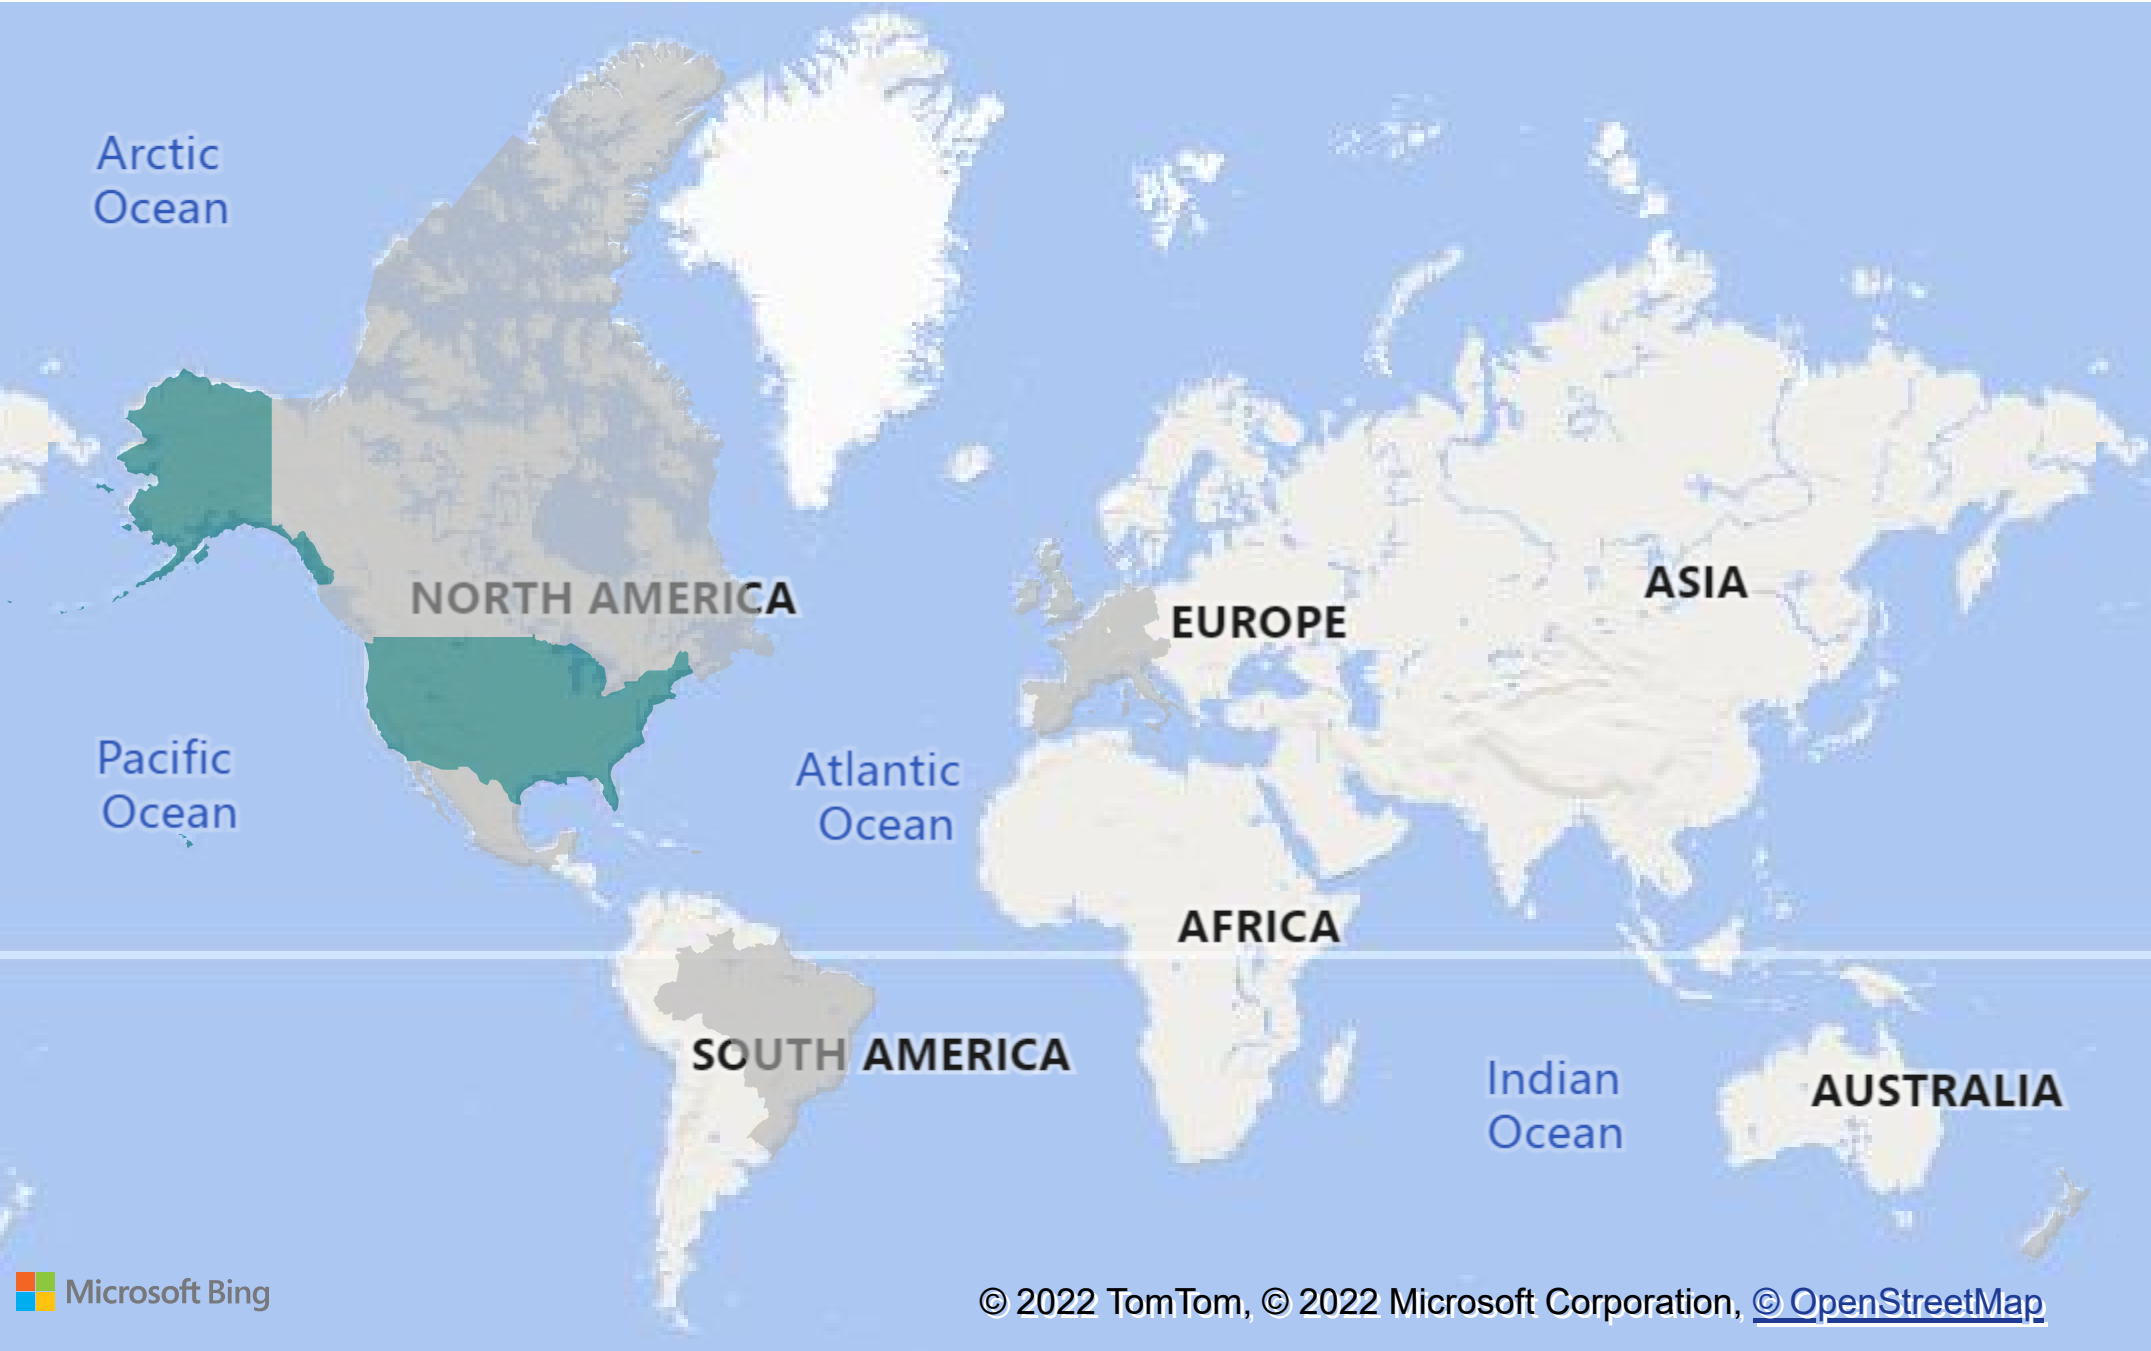 Arctic
Ocean
NORTH AMERICA
EUROPE
ASIA
Pacific
Ocean
Atlantic
Ocean
AFRICA
SOUTH AMERICA
Indian
Ocean
AUSTRALIA
Microsoft Bing
© 2022 TomTom, © 2022 Microsoft Corporation, © OpenStreetMap